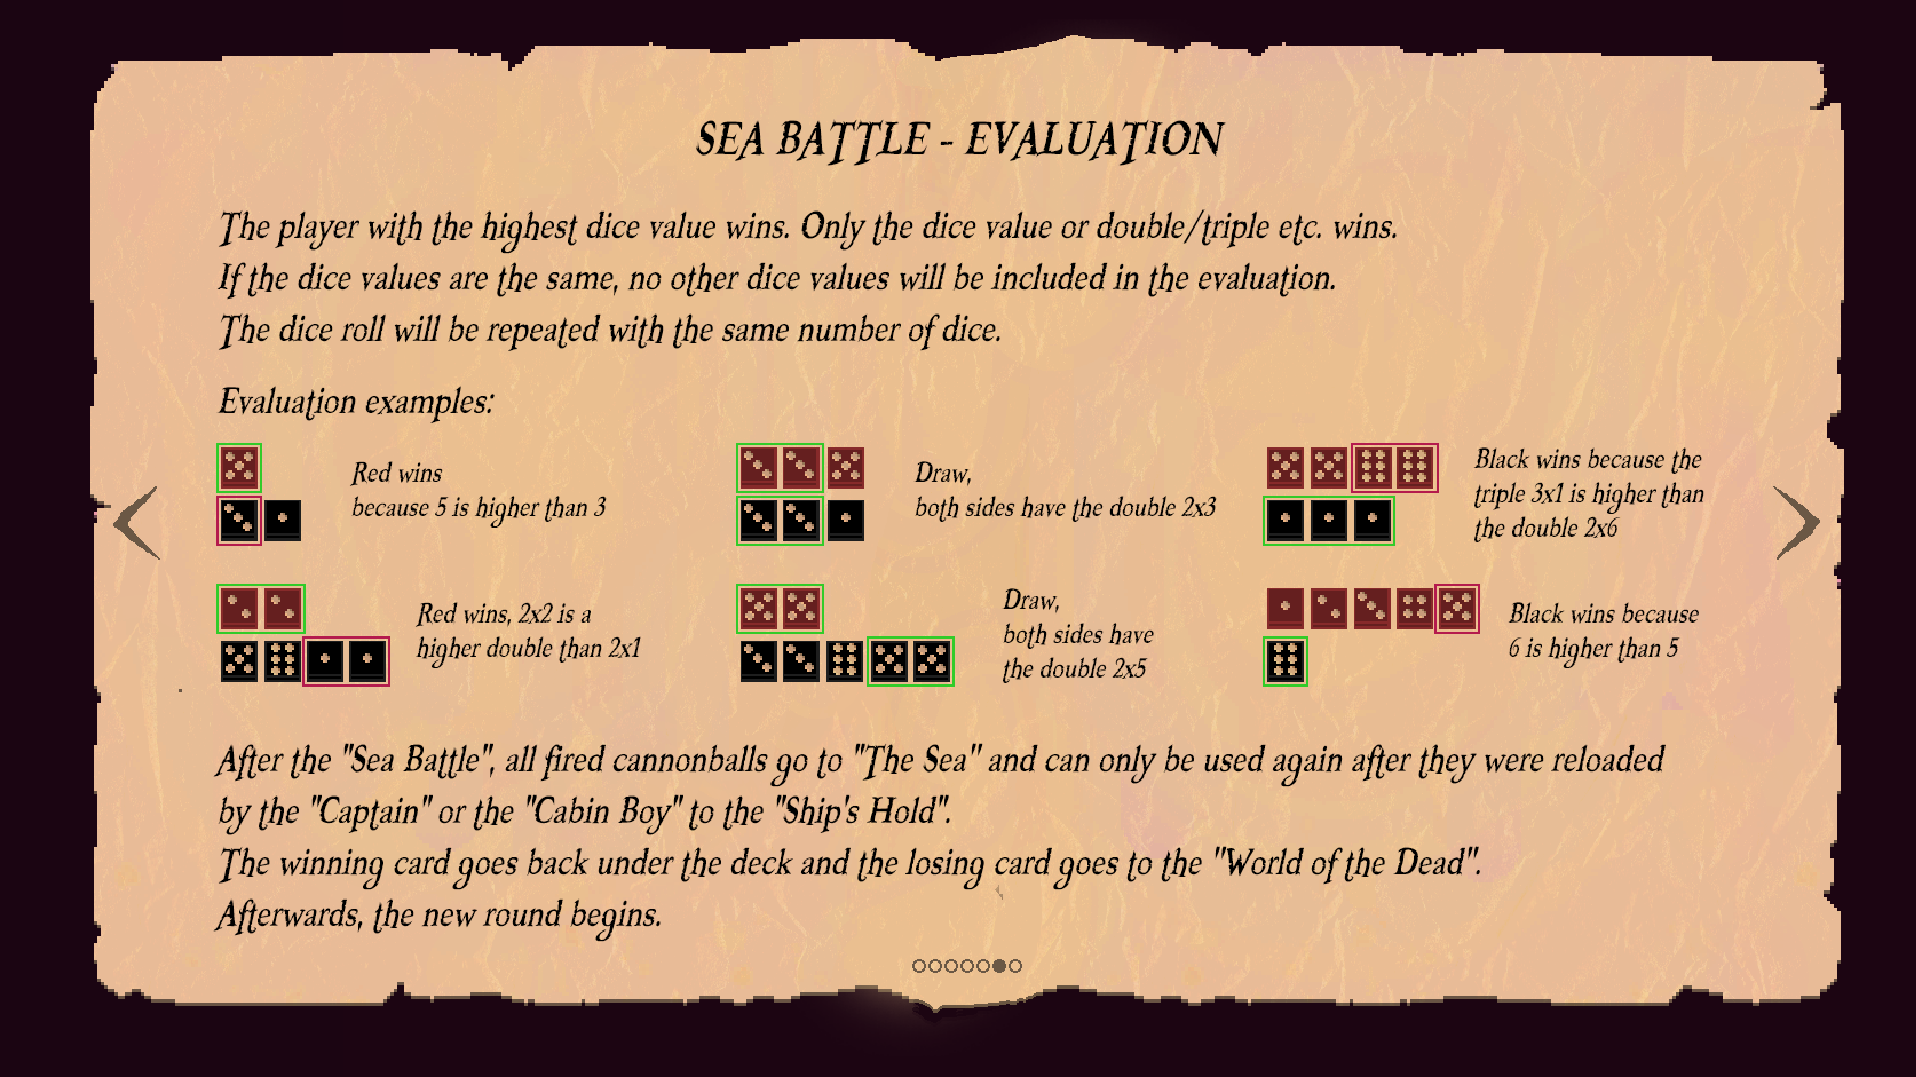 SEA BATTLE - EVALUATION
The player with the highest dice value wins. Only the dice value or double/triple etc. wins.
If the dice values are the same, no other dice values will be included in the evaluation.
The dice roll will be repeated with the same number of dice.
Evaluation examples:
Red wins
because 5 is higher than 3
Draw,
both sides have the double 2x3
Black wins because the
triple 3x1 is higher than
the double 2x6
Red wins, 2x2 is a
higher double than 2x1
Draw,
both sides have
the double 2x5
Black wins because
6 is higher than 5
After the "Sea Battle", all fired cannonballs go to "The Sea" and can only be used again after they were reloaded
by the "Captain" or the "Cabin Boy" to the "Ship's Hold".
The winning card goes back under the deck and the losing card goes to the "World of the Dead".
Afterwards, the new round begins.